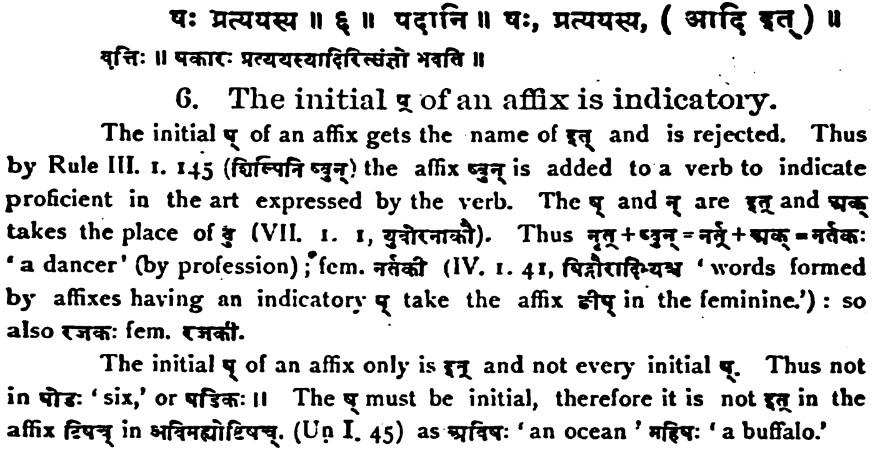 षः प्रत्ययस्य ॥ ६ ॥ पदानि ॥ षः, प्रत्ययस्य, ( आदि इत् ) ॥
वृत्तिः ॥ षकारः प्रत्ययस्यादिरित्संज्ञो भवति ॥
6. The initial ष् of an affix is indicatory.
The initial ष् of an affix gets the name of इत् and is rejected. Thus
by Rule III. 1. 145 (शिल्पिनि ष्वुन्) the affix ष्वुन् is added to a verb to indicate
proficient in the art expressed by the verb. The ष् and न् are इत् and अक्
takes the place of वु (VII. 1. 1, युवोरनाकौ). Thus नृत् + ष्वुन् = नर्त् + अक् = नर्तकः
'a dancer' (by profession); fem. नर्तकी (IV. 1. 41, षिद्गौरादिभ्यश्च 'words formed
by affixes having an indicatory ष् take the affix ङीष् in the feminine.') : so
also रजकः fem. रजकी.
The initial ष् of an affix only is इत् and not every initial ष्. Thus not
in षोडः 'six,' or षडिकः ॥ The ष् must be initial, therefore it is not इत् in the
affix टिषच् in अविमह्योष्टिषच्. (Uṇ I. 45) as अविषः 'an ocean' महिषः 'a buffalo.'